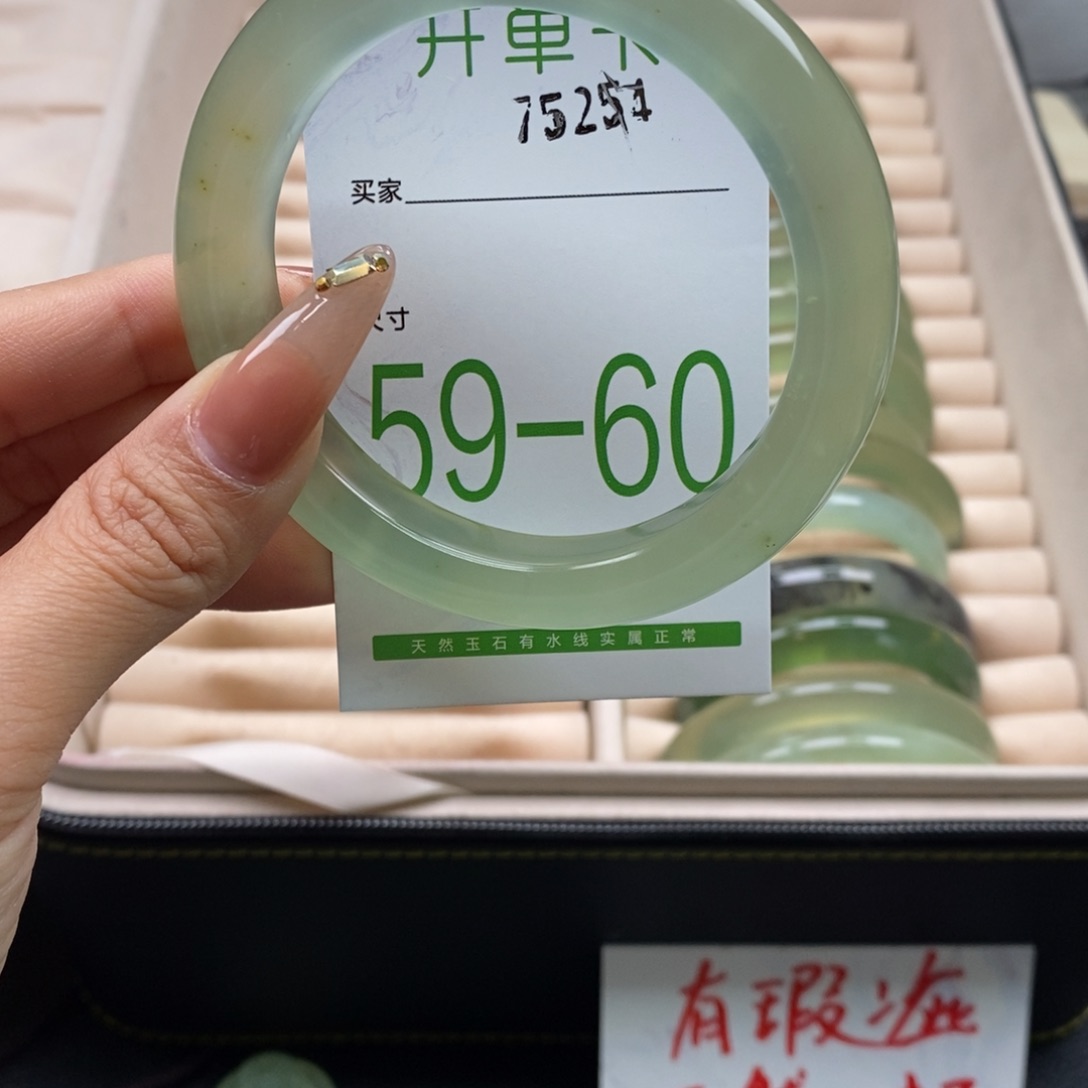 开单卡
买家
尺寸
59-60
天然玉石有水线实属正常
有瑕疵